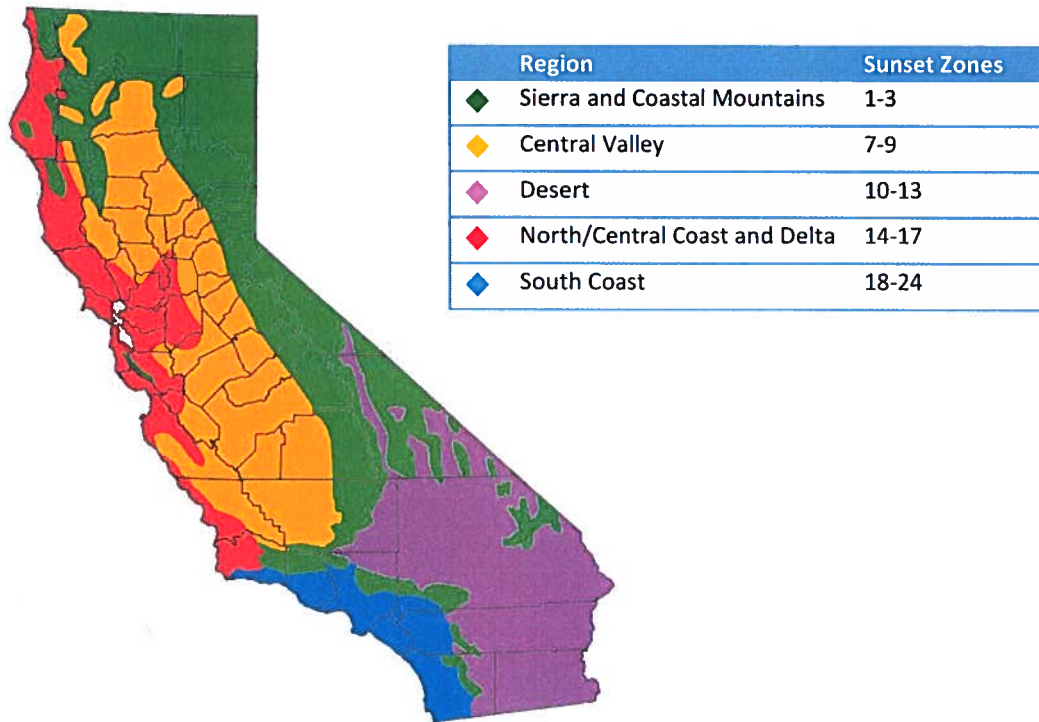 Region Sunset Zones
Sierra and Coastal Mountains 1-3
Central Valley 7-9
Desert 10-13
North/Central Coast and Delta 14-17
South Coast 18-24